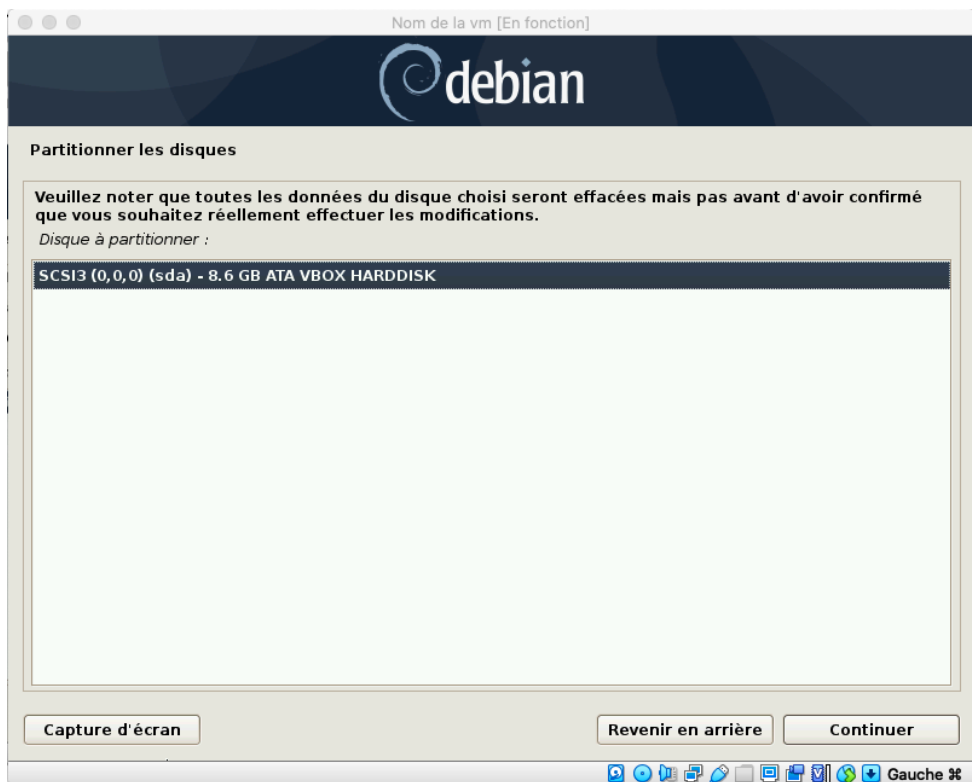 Nom de la vm [En fonction]
debian
Partitionner les disques
Veuillez noter que toutes les données du disque choisi seront effacées mais pas avant d'avoir confirmé
que vous souhaitez réellement effectuer les modifications.
Disque à partitionner :
SCSI3 (0,0,0) (sda) - 8.6 GB ATA VBOX HARDDISK
Capture d'écran
Revenir en arrière
Continuer
Gauche ⌘